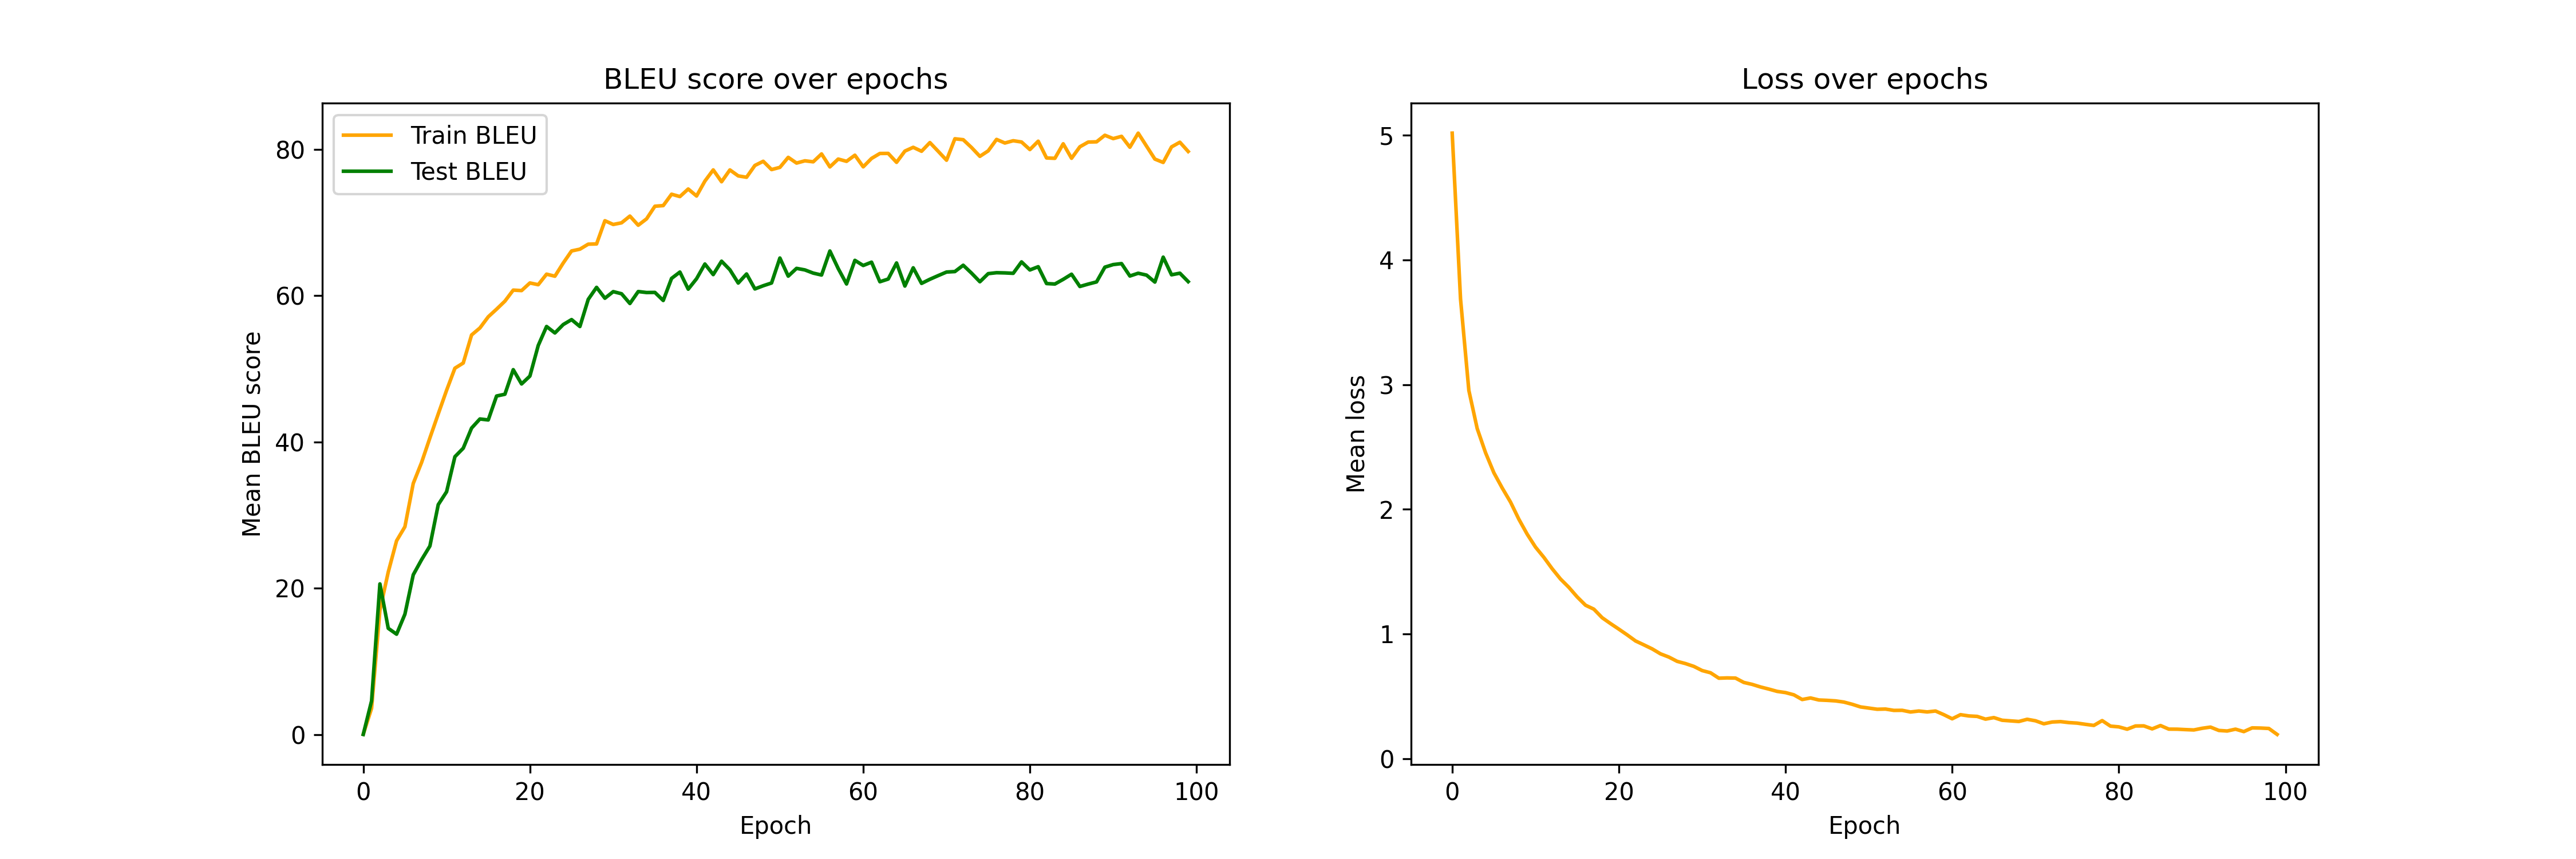 BLEU score over epochs
Train BLEU
Test BLEU
80
60
40
20
0
Mean BLEU score
0 20 40 60 80 100
Epoch
Loss over epochs
5
4
3
2
1
0
Mean loss
0 20 40 60 80 100
Epoch